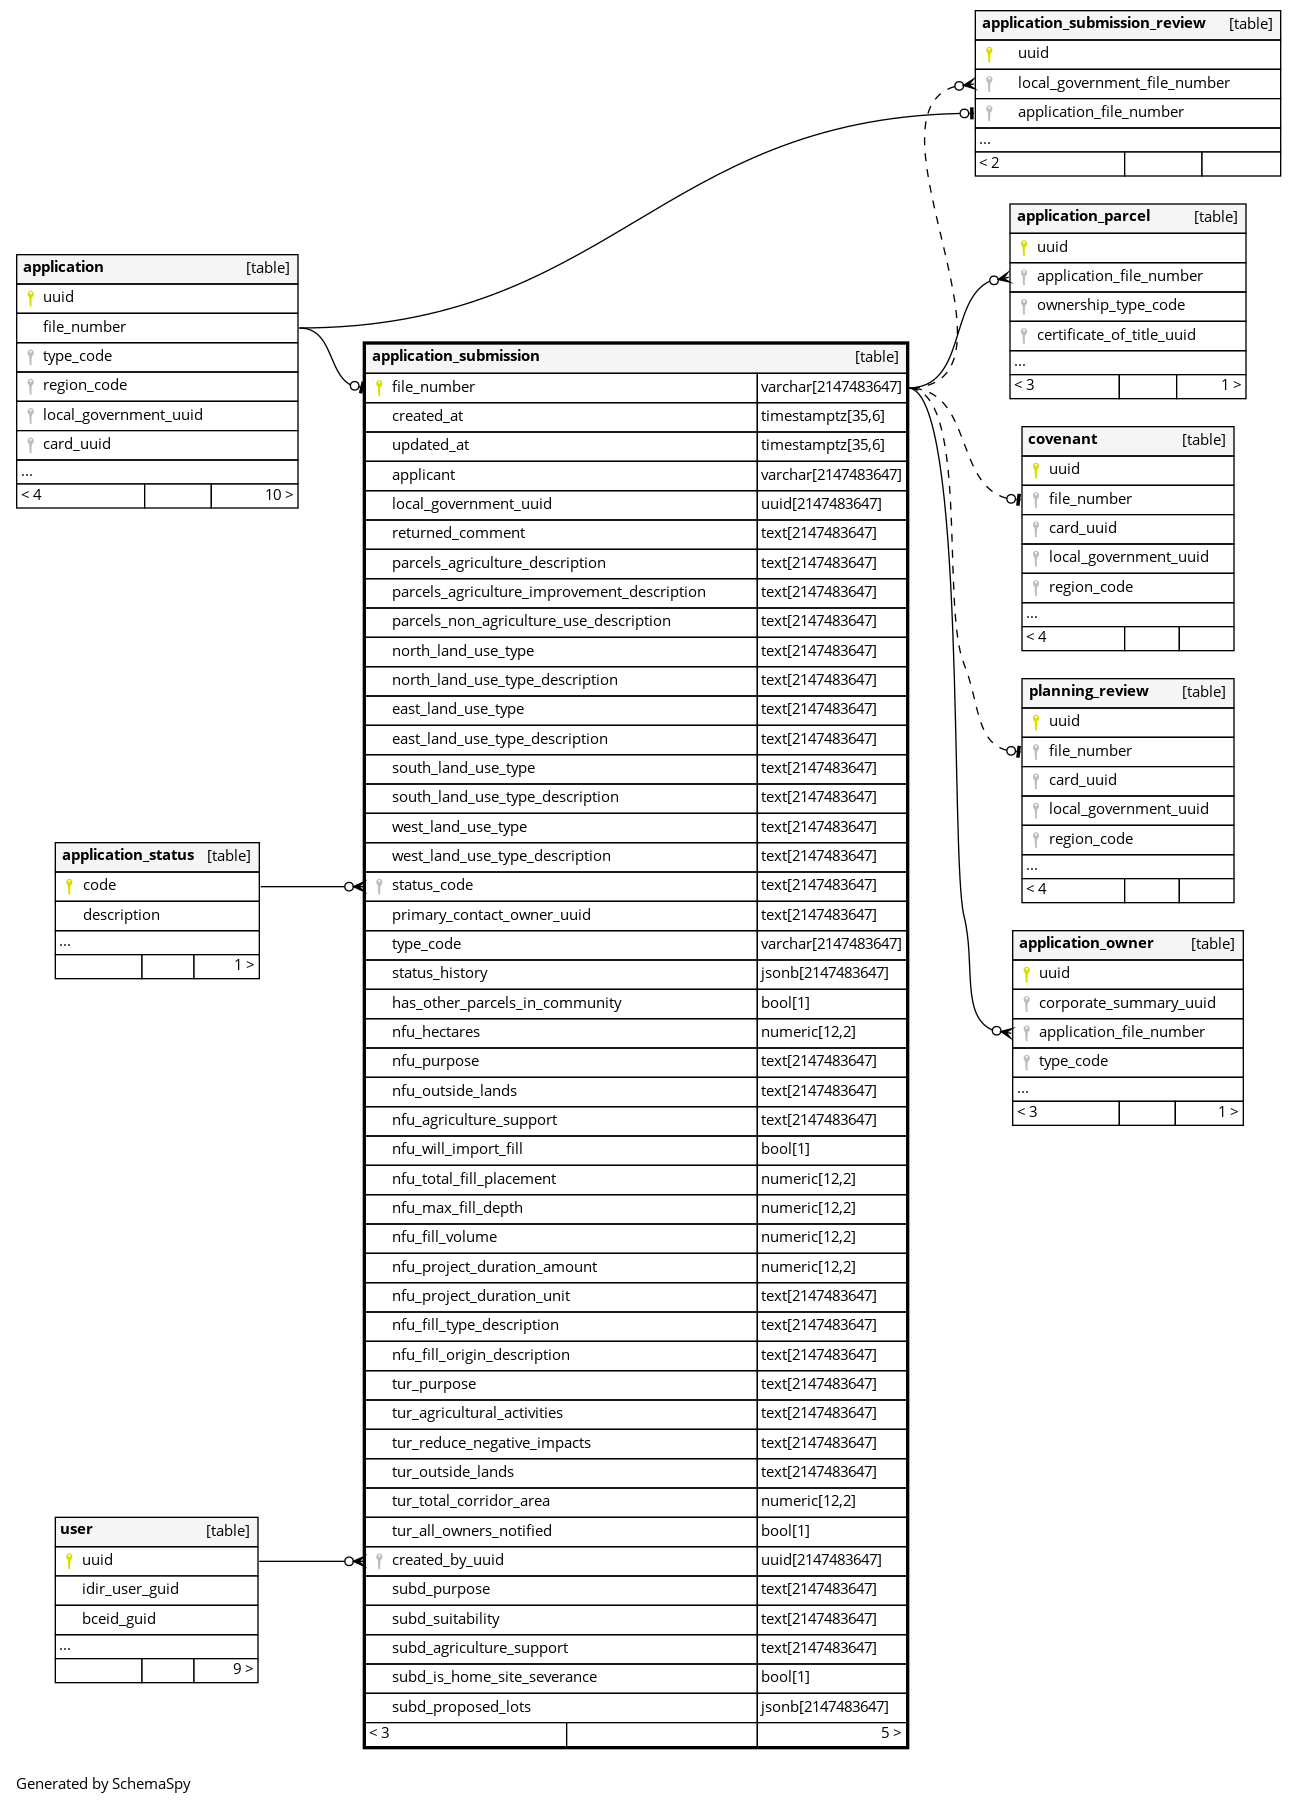 application_submission_review [table]
uuid
local_government_file_number
application_file_number
...
< 2
application_parcel [table]
uuid
application_file_number
ownership_type_code
certificate_of_title_uuid
...
< 3 1 >
application [table]
uuid
file_number
type_code
region_code
local_government_uuid
card_uuid
...
< 4 10 >
application_submission [table]
file_number varchar[2147483647]
created_at timestamptz[35,6]
updated_at timestamptz[35,6]
applicant varchar[2147483647]
local_government_uuid uuid[2147483647]
returned_comment text[2147483647]
parcels_agriculture_description text[2147483647]
parcels_agriculture_improvement_description text[2147483647]
parcels_non_agriculture_use_description text[2147483647]
north_land_use_type text[2147483647]
north_land_use_type_description text[2147483647]
east_land_use_type text[2147483647]
east_land_use_type_description text[2147483647]
south_land_use_type text[2147483647]
south_land_use_type_description text[2147483647]
west_land_use_type text[2147483647]
west_land_use_type_description text[2147483647]
status_code text[2147483647]
primary_contact_owner_uuid text[2147483647]
type_code varchar[2147483647]
status_history jsonb[2147483647]
has_other_parcels_in_community bool[1]
nfu_hectares numeric[12,2]
nfu_purpose text[2147483647]
nfu_outside_lands text[2147483647]
nfu_agriculture_support text[2147483647]
nfu_will_import_fill bool[1]
nfu_total_fill_placement numeric[12,2]
nfu_max_fill_depth numeric[12,2]
nfu_fill_volume numeric[12,2]
nfu_project_duration_amount numeric[12,2]
nfu_project_duration_unit text[2147483647]
nfu_fill_type_description text[2147483647]
nfu_fill_origin_description text[2147483647]
tur_purpose text[2147483647]
tur_agricultural_activities text[2147483647]
tur_reduce_negative_impacts text[2147483647]
tur_outside_lands text[2147483647]
tur_total_corridor_area numeric[12,2]
tur_all_owners_notified bool[1]
created_by_uuid uuid[2147483647]
subd_purpose text[2147483647]
subd_suitability text[2147483647]
subd_agriculture_support text[2147483647]
subd_is_home_site_severance bool[1]
subd_proposed_lots jsonb[2147483647]
< 3 5 >
covenant [table]
uuid
file_number
card_uuid
local_government_uuid
region_code
...
< 4
planning_review [table]
uuid
file_number
card_uuid
local_government_uuid
region_code
...
< 4
application_status [table]
code
description
...
1 >
application_owner [table]
uuid
corporate_summary_uuid
application_file_number
type_code
...
< 3 1 >
user [table]
uuid
idir_user_guid
bceid_guid
...
9 >
Generated by SchemaSpy